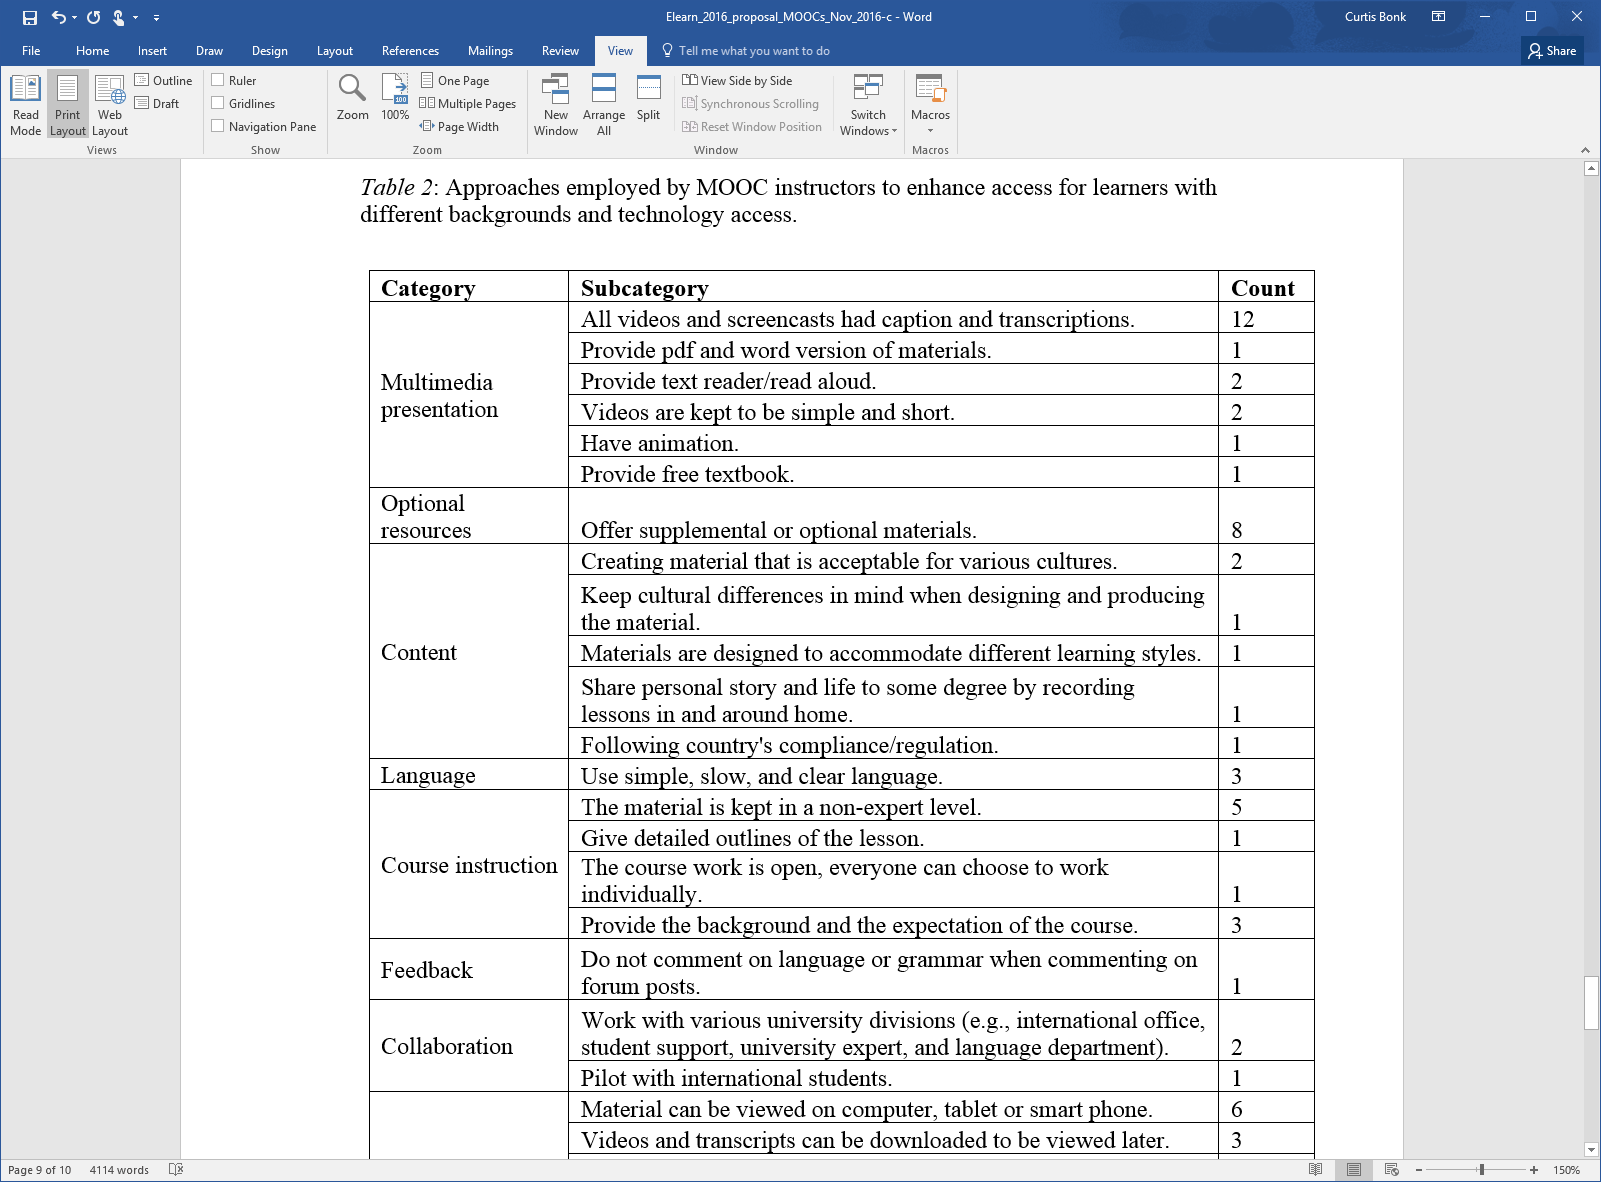 Elearn_2016_proposal_MOOCs_Nov_2016-c - Word
Curtis Bonk
File Home Insert Draw Design Layout References Mailings Review View Tell me what you want to do
Share
Read Mode
Print Layout
Web Layout
Outline
Draft
Views
Ruler
Gridlines
Navigation Pane
Show
Zoom
100
100%
One Page
Multiple Pages
Page Width
Zoom
New Window
Arrange All
Split
View Side by Side
Synchronous Scrolling
Reset Window Position
Switch Windows
Window
Macros
Macros
Table 2: Approaches employed by MOOC instructors to enhance access for learners with
different backgrounds and technology access.
Category Subcategory Count
Multimedia
presentation
All videos and screencasts had caption and transcriptions. 12
Provide pdf and word version of materials. 1
Provide text reader/read aloud. 2
Videos are kept to be simple and short. 2
Have animation. 1
Provide free textbook. 1
Optional
resources
Offer supplemental or optional materials. 8
Content
Creating material that is acceptable for various cultures. 2
Keep cultural differences in mind when designing and producing
the material. 1
Materials are designed to accommodate different learning styles. 1
Share personal story and life to some degree by recording
lessons in and around home. 1
Following country's compliance/regulation. 1
Language Use simple, slow, and clear language. 3
Course instruction
The material is kept in a non-expert level. 5
Give detailed outlines of the lesson. 1
The course work is open, everyone can choose to work
individually. 1
Provide the background and the expectation of the course. 3
Feedback
Do not comment on language or grammar when commenting on
forum posts. 1
Collaboration
Work with various university divisions (e.g., international office,
student support, university expert, and language department). 2
Pilot with international students. 1
Material can be viewed on computer, tablet or smart phone. 6
Videos and transcripts can be downloaded to be viewed later. 3
Page 9 of 10 4114 words
150%